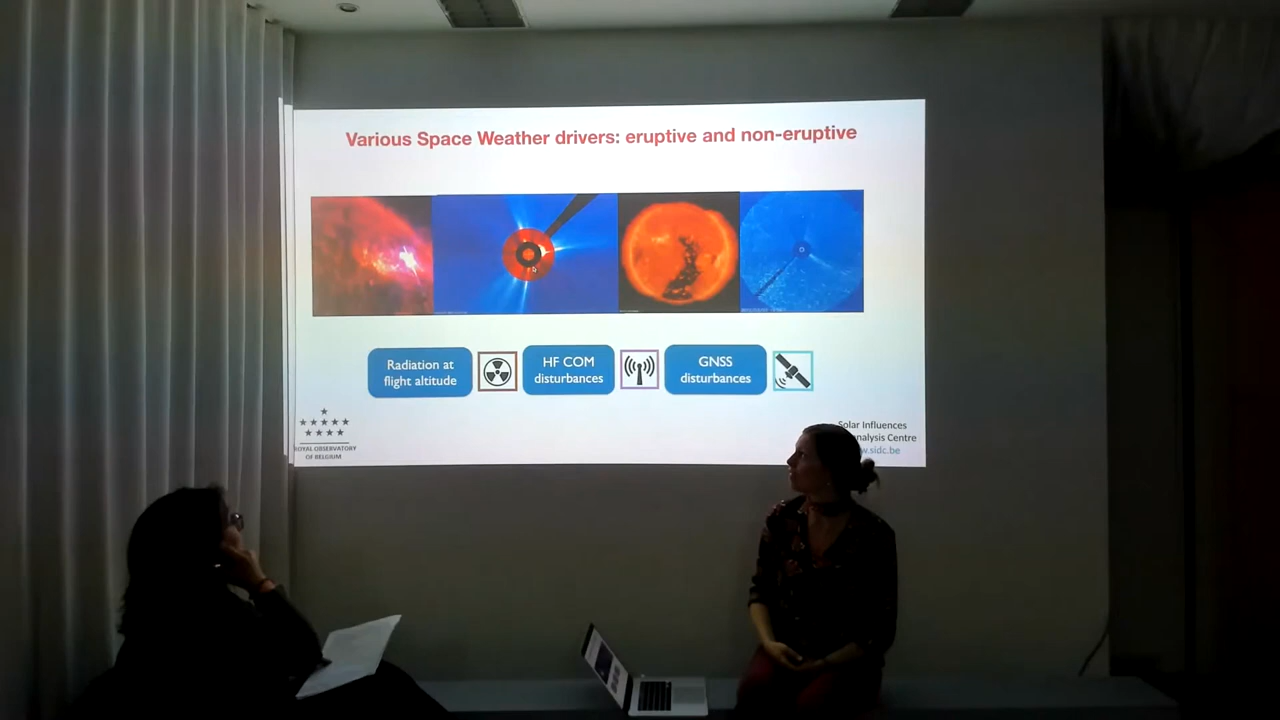 Various Space Weather drivers: eruptive and non-eruptive
Radiation at
flight altitude
HF COM
disturbances
GNSS
disturbances
ROYAL OBSERVATORY
OF BELGIUM
Solar Influences
nalysis Centre
w.sidc.be